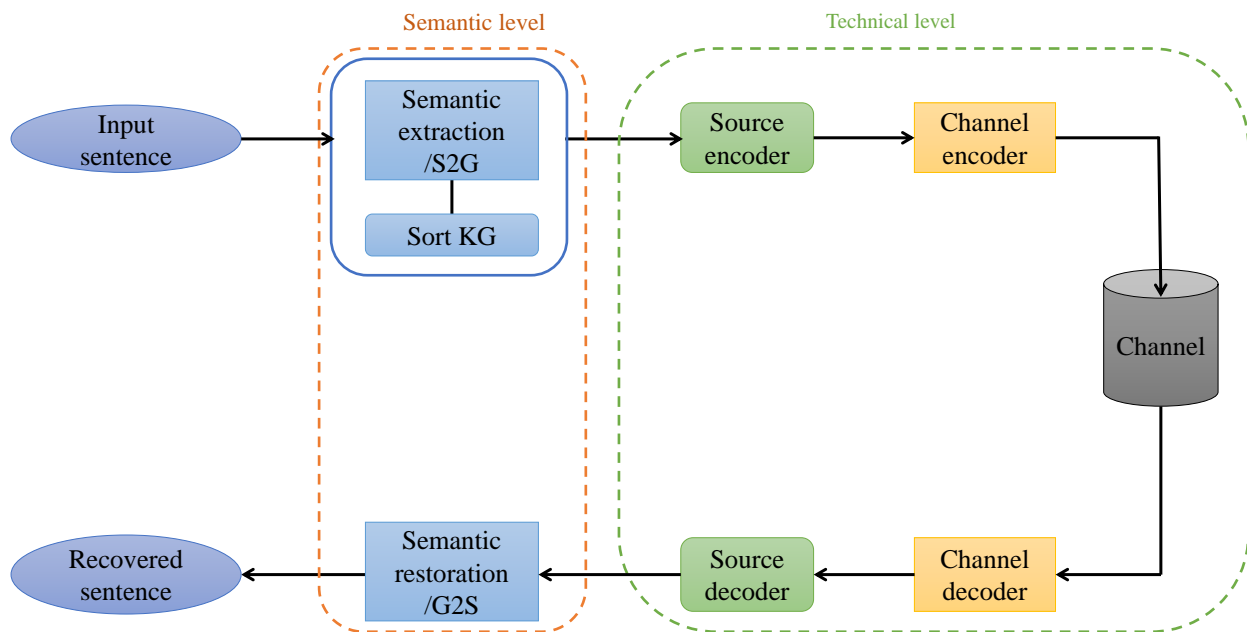 Semantic level
Technical level
Input
sentence
Semantic
extraction
/S2G
Sort KG
Source
encoder
Channel
encoder
Channel
Recovered
sentence
Semantic
restoration
/G2S
Source
decoder
Channel
decoder